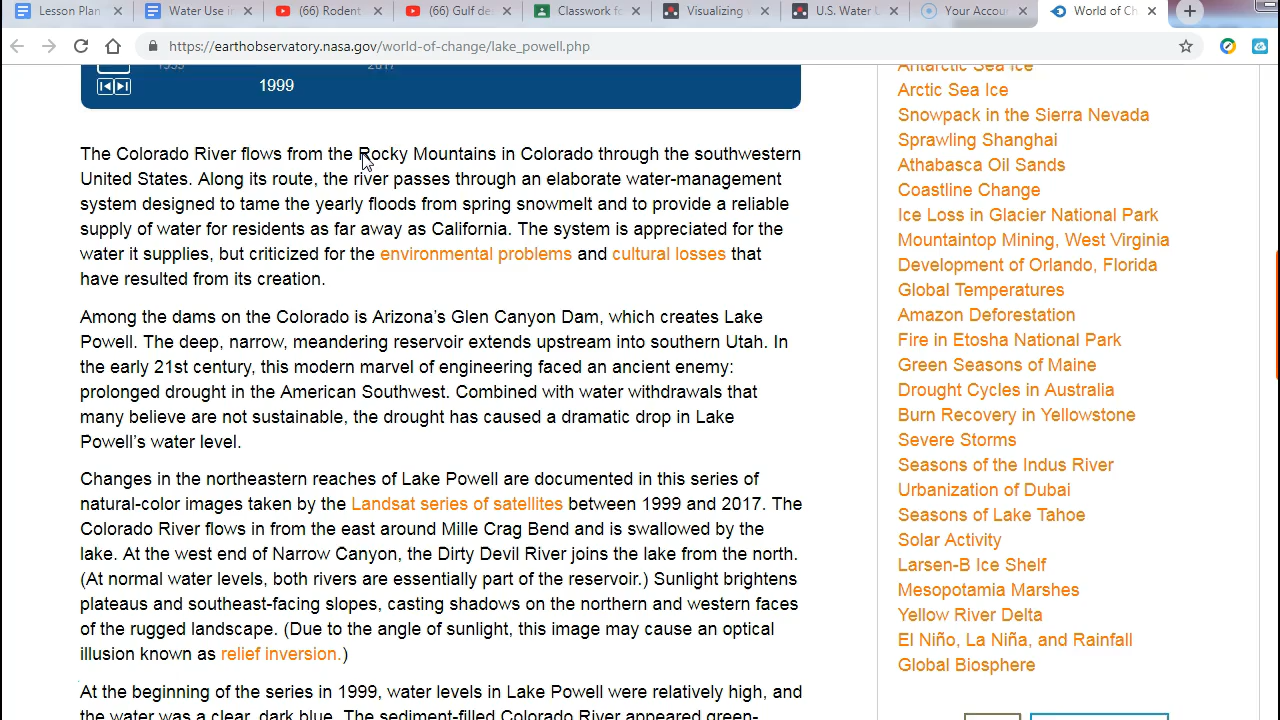 Lesson Plan
Water Use in
(66) Rodent
(66) Gulf de
Classwork fo
Visualizing
U.S. Water U
Your Accou
World of Ch
https://earthobservatory.nasa.gov/world-of-change/lake_powell.php
1999
2017
1999
The Colorado River flows from the Rocky Mountains in Colorado through the southwestern
United States. Along its route, the river passes through an elaborate water-management
system designed to tame the yearly floods from spring snowmelt and to provide a reliable
supply of water for residents as far away as California. The system is appreciated for the
water it supplies, but criticized for the environmental problems and cultural losses that
have resulted from its creation.
Among the dams on the Colorado is Arizona’s Glen Canyon Dam, which creates Lake
Powell. The deep, narrow, meandering reservoir extends upstream into southern Utah. In
the early 21st century, this modern marvel of engineering faced an ancient enemy:
prolonged drought in the American Southwest. Combined with water withdrawals that
many believe are not sustainable, the drought has caused a dramatic drop in Lake
Powell’s water level.
Changes in the northeastern reaches of Lake Powell are documented in this series of
natural-color images taken by the Landsat series of satellites between 1999 and 2017. The
Colorado River flows in from the east around Mille Crag Bend and is swallowed by the
lake. At the west end of Narrow Canyon, the Dirty Devil River joins the lake from the north.
(At normal water levels, both rivers are essentially part of the reservoir.) Sunlight brightens
plateaus and southeast-facing slopes, casting shadows on the northern and western faces
of the rugged landscape. (Due to the angle of sunlight, this image may cause an optical
illusion known as relief inversion.)
At the beginning of the series in 1999, water levels in Lake Powell were relatively high, and
the water was a clear, dark blue. The sediment-filled Colorado River appeared green-
Antarctic Sea Ice
Arctic Sea Ice
Snowpack in the Sierra Nevada
Sprawling Shanghai
Athabasca Oil Sands
Coastline Change
Ice Loss in Glacier National Park
Mountaintop Mining, West Virginia
Development of Orlando, Florida
Global Temperatures
Amazon Deforestation
Fire in Etosha National Park
Green Seasons of Maine
Drought Cycles in Australia
Burn Recovery in Yellowstone
Severe Storms
Seasons of the Indus River
Urbanization of Dubai
Seasons of Lake Tahoe
Solar Activity
Larsen-B Ice Shelf
Mesopotamia Marshes
Yellow River Delta
El Niño, La Niña, and Rainfall
Global Biosphere